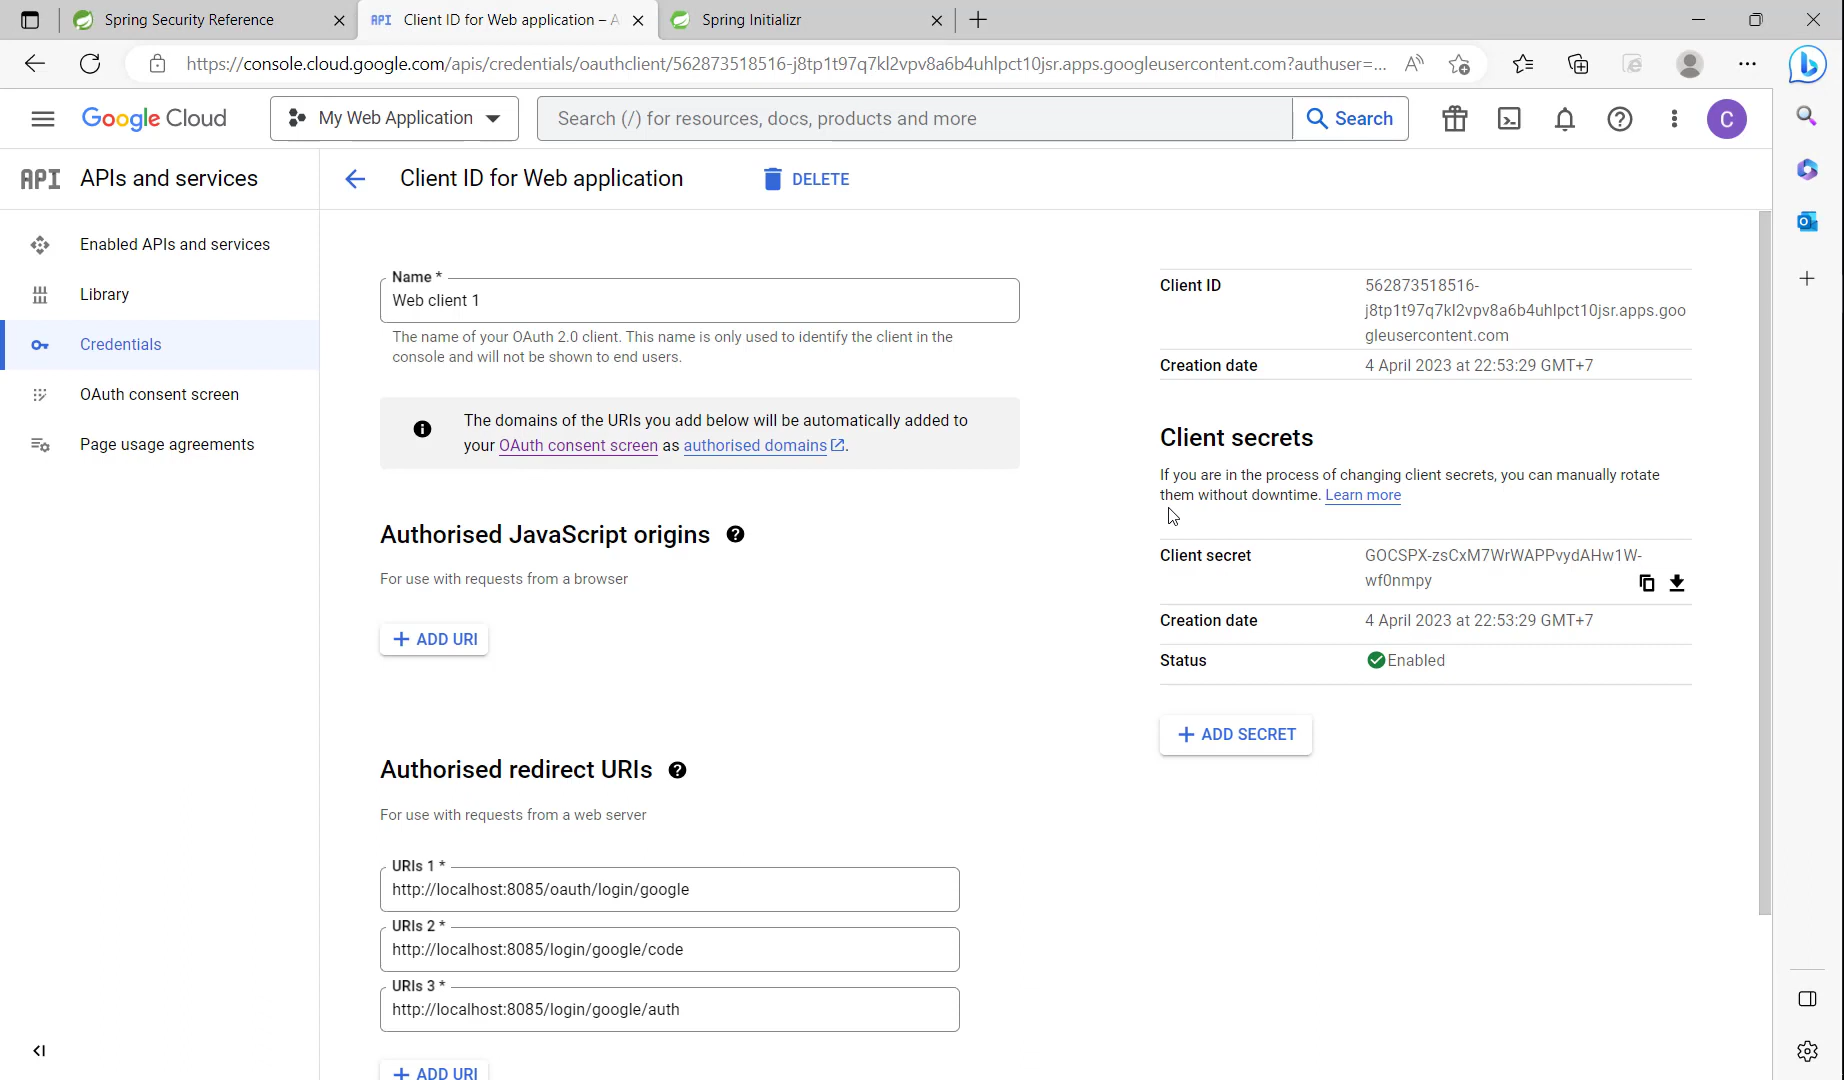 Spring Security Reference
API Client ID for Web application – A
Spring Initializr
https://console.cloud.google.com/apis/credentials/oauthclient/562873518516-j8tp1t97q7kl2vpv8a6b4uhlpct10jsr.apps.googleusercontent.com?authuser=...
Google Cloud
My Web Application
Search (/) for resources, docs, products and more
Search
C
API APIs and services
Client ID for Web application
DELETE
Enabled APIs and services
Library
Credentials
OAuth consent screen
Page usage agreements
Name *
Web client 1
The name of your OAuth 2.0 client. This name is only used to identify the client in the
console and will not be shown to end users.
The domains of the URIs you add below will be automatically added to
your OAuth consent screen as authorised domains.
Authorised JavaScript origins
For use with requests from a browser
+ ADD URI
Authorised redirect URIs
For use with requests from a web server
URIs 1 *
http://localhost:8085/oauth/login/google
URIs 2 *
http://localhost:8085/login/google/code
URIs 3 *
http://localhost:8085/login/google/auth
+ ADD URI
Client ID
562873518516-
j8tp1t97q7kl2vpv8a6b4uhlpct10jsr.apps.goo
gleusercontent.com
Creation date 4 April 2023 at 22:53:29 GMT+7
Client secrets
If you are in the process of changing client secrets, you can manually rotate
them without downtime. Learn more
Client secret
GOCSPX-zsCxM7WrWAPPvydAHw1W-
wf0nmpy
Creation date 4 April 2023 at 22:53:29 GMT+7
Status Enabled
+ ADD SECRET